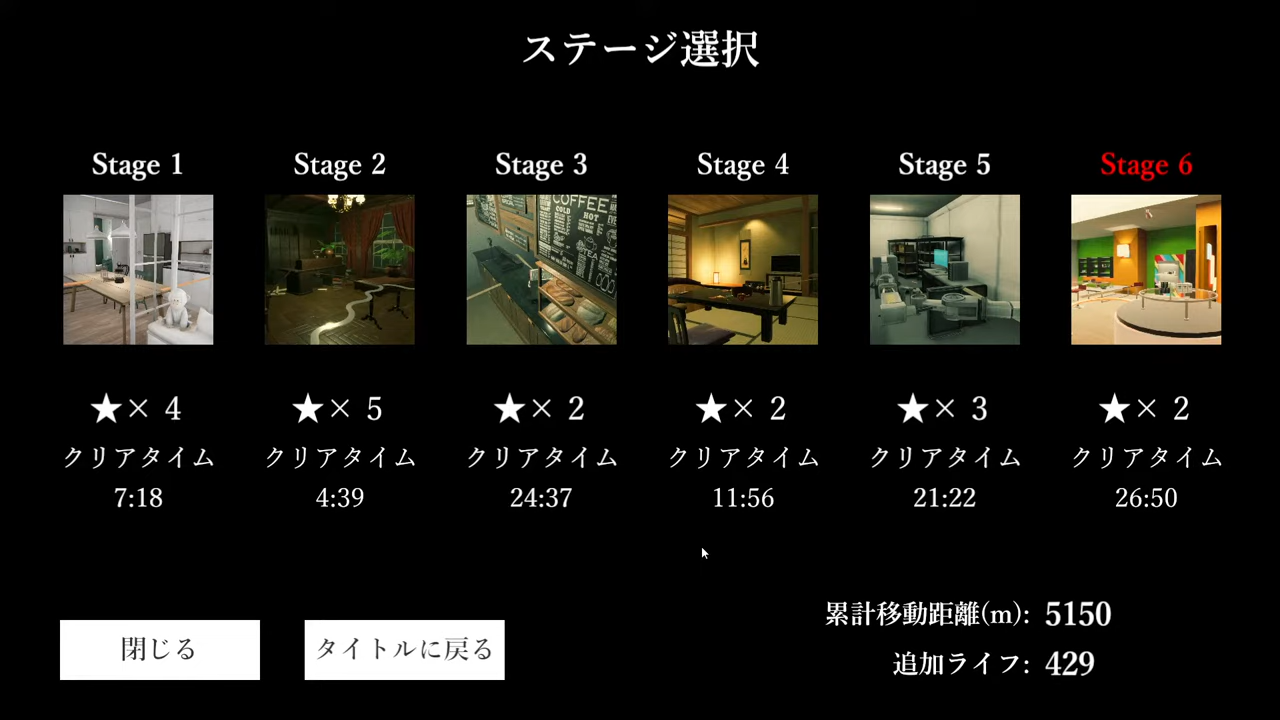 ステージ選択
Stage 1
Stage 2
Stage 3
Stage 4
Stage 5
Stage 6
COFFEE
COLD
HOT
★× 4
★× 5
★× 2
★× 2
★× 3
★× 2
クリアタイム
クリアタイム
クリアタイム
クリアタイム
クリアタイム
クリアタイム
7:18
4:39
24:37
11:56
21:22
26:50
累計移動距離(m): 5150
閉じる
タイトルに戻る
追加ライフ: 429